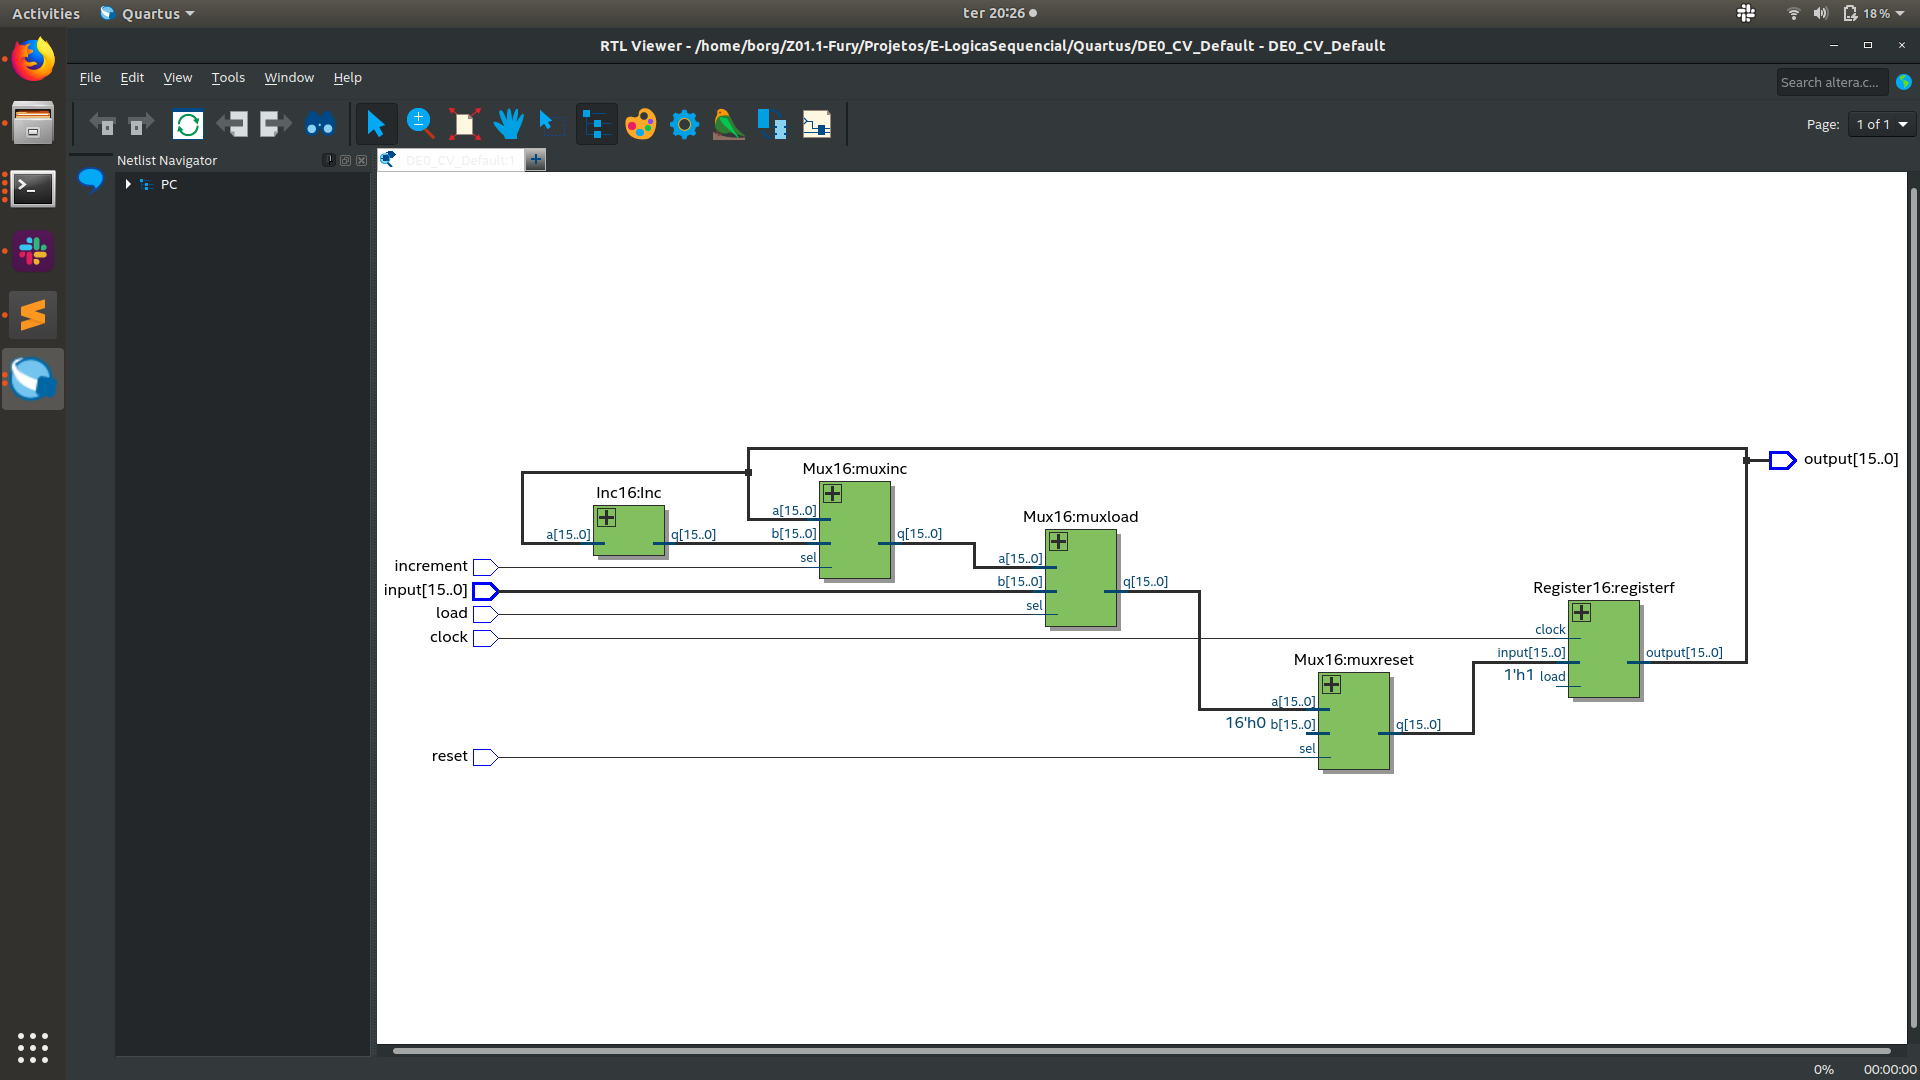 Activities
Quartus
ter 20:26
18 %
RTL Viewer - /home/borg/Z01.1-Fury/Projetos/E-LogicaSequencial/Quartus/DE0_CV_Default - DE0_CV_Default
File Edit View Tools Window Help
Search altera.c...
Page: 1 of 1
Netlist Navigator
DE0_CV_Default:1
PC
output[15..0]
Mux16:muxinc
Inc16:Inc
a[15..0]
q[15..0]
a[15..0]
b[15..0]
sel
q[15..0]
Mux16:muxload
a[15..0]
b[15..0]
sel
q[15..0]
increment
input[15..0]
load
clock
Register16:registerf
clock
input[15..0]
1'h1 load
output[15..0]
Mux16:muxreset
a[15..0]
16'h0 b[15..0]
sel
q[15..0]
reset
0%
00:00:00